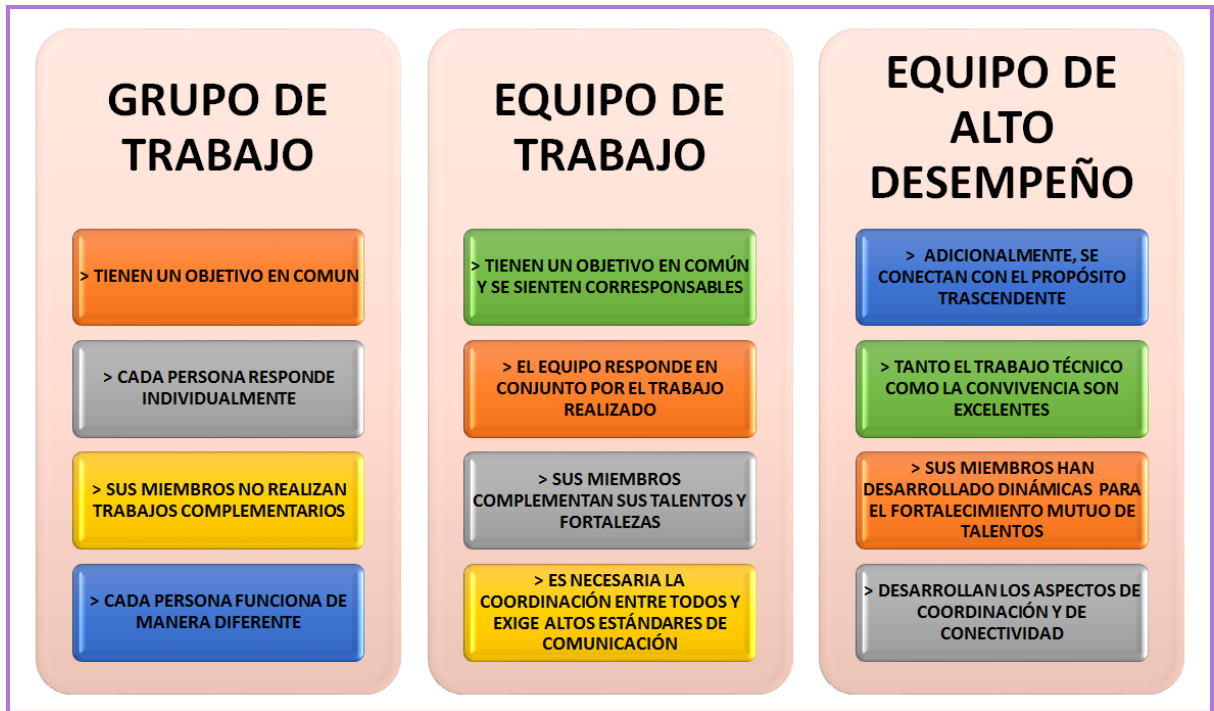 GRUPO DE
TRABAJO
> TIENEN UN OBJETIVO EN COMUN
> CADA PERSONA RESPONDE
INDIVIDUALMENTE
> SUS MIEMBROS NO REALIZAN
TRABAJOS COMPLEMENTARIOS
> CADA PERSONA FUNCIONA DE
MANERA DIFERENTE
EQUIPO DE
TRABAJO
> TIENEN UN OBJETIVO EN COMÚN
Y SE SIENTEN CORRESPONSABLES
> EL EQUIPO RESPONDE EN
CONJUNTO POR EL TRABAJO
REALIZADO
> SUS MIEMBROS
COMPLEMENTAN SUS TALENTOS Y
FORTALEZAS
> ES NECESARIA LA
COORDINACIÓN ENTRE TODOS Y
EXIGE ALTOS ESTÁNDARES DE
COMUNICACIÓN
EQUIPO DE
ALTO
DESEMPEÑO
> ADICIONALMENTE, SE
CONECTAN CON EL PROPÓSITO
TRASCENDENTE
> TANTO EL TRABAJO TÉCNICO
COMO LA CONVIVENCIA SON
EXCELENTES
> SUS MIEMBROS HAN
DESARROLLADO DINÁMICAS PARA
EL FORTALECIMIENTO MUTUO DE
TALENTOS
> DESARROLLAN LOS ASPECTOS DE
COORDINACIÓN Y DE
CONECTIVIDAD